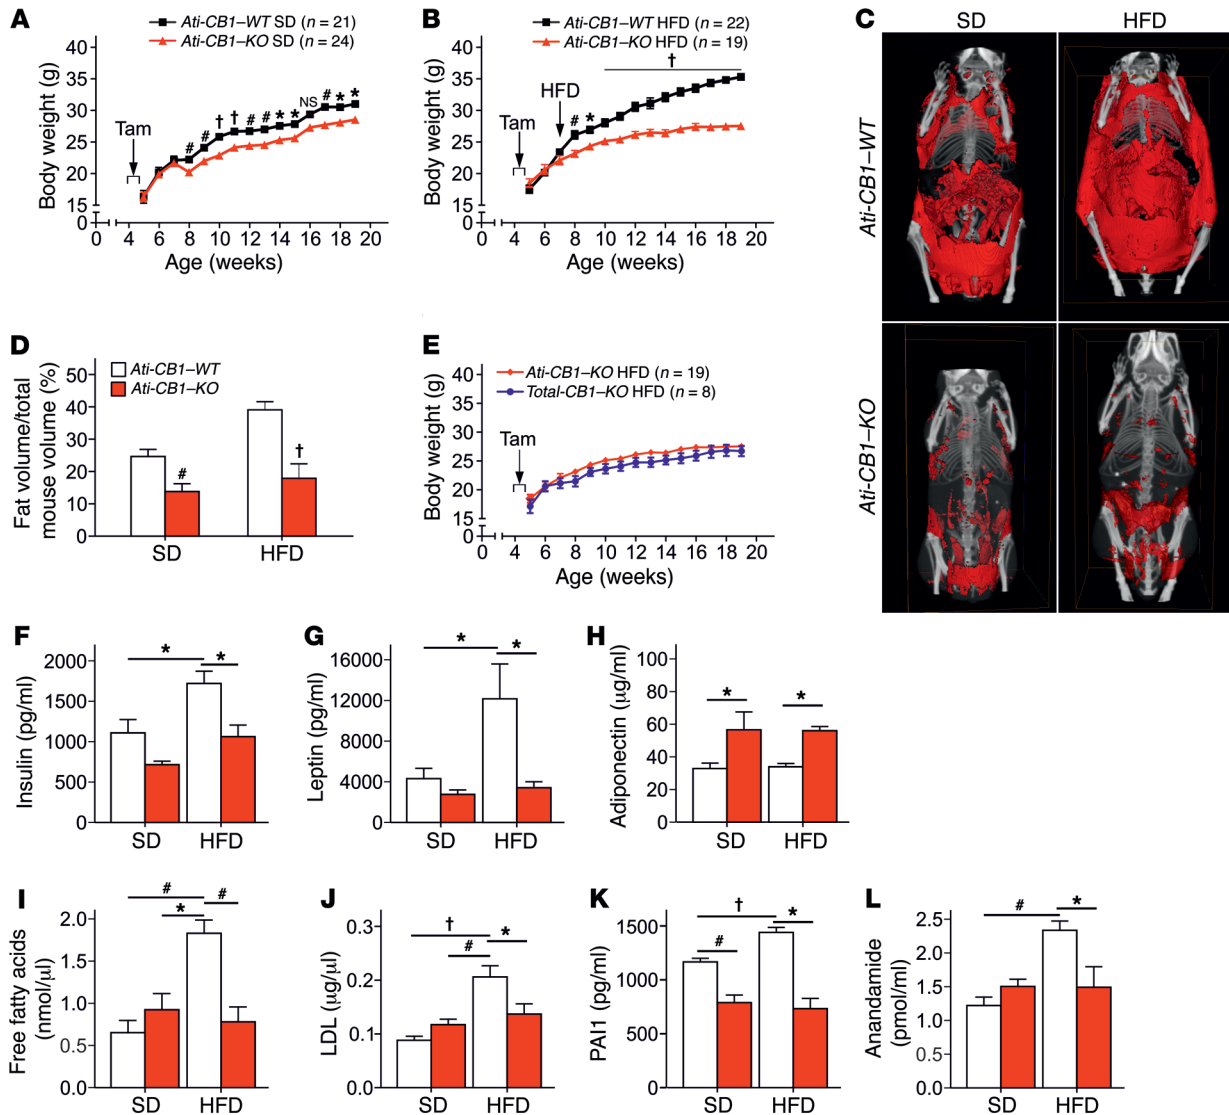 A
Ati-CB1–WT SD (n = 21)
Ati-CB1–KO SD (n = 24)
Body weight (g)
40
35
30
25
20
15
0
Tam
# # † † # # * * NS # * *
0 4 6 8 10 12 14 16 18 20
Age (weeks)
B
Ati-CB1–WT HFD (n = 22)
Ati-CB1–KO HFD (n = 19)
Body weight (g)
40
35
30
25
20
15
0
Tam
HFD
# * †
0 4 6 8 10 12 14 16 18 20
Age (weeks)
C
SD HFD
Ati-CB1–WT
Ati-CB1–KO
D
Ati-CB1–WT
Ati-CB1–KO
Fat volume/total
mouse volume (%)
50
40
30
20
10
0
# †
SD HFD
E
Ati-CB1–KO HFD (n = 19)
Total-CB1–KO HFD (n = 8)
Body weight (g)
40
35
30
25
20
15
0
Tam
0 4 6 8 10 12 14 16 18 20
Age (weeks)
F
Insulin (pg/ml)
2000
1500
1000
500
0
* *
SD HFD
G
Leptin (pg/ml)
16000
12000
8000
4000
0
* *
SD HFD
H
Adiponectin (µg/ml)
100
80
60
40
20
0
* *
SD HFD
I
Free fatty acids
(nmol/µl)
2.0
1.5
1.0
0.5
0.0
# #
*
SD HFD
J
LDL (µg/µl)
0.3
0.2
0.1
0.0
†
# *
SD HFD
K
PAI1 (pg/ml)
1500
1000
500
0
†
# *
SD HFD
L
Anandamide
(pmol/ml)
2.5
2.0
1.5
1.0
0.5
0.0
# *
SD HFD